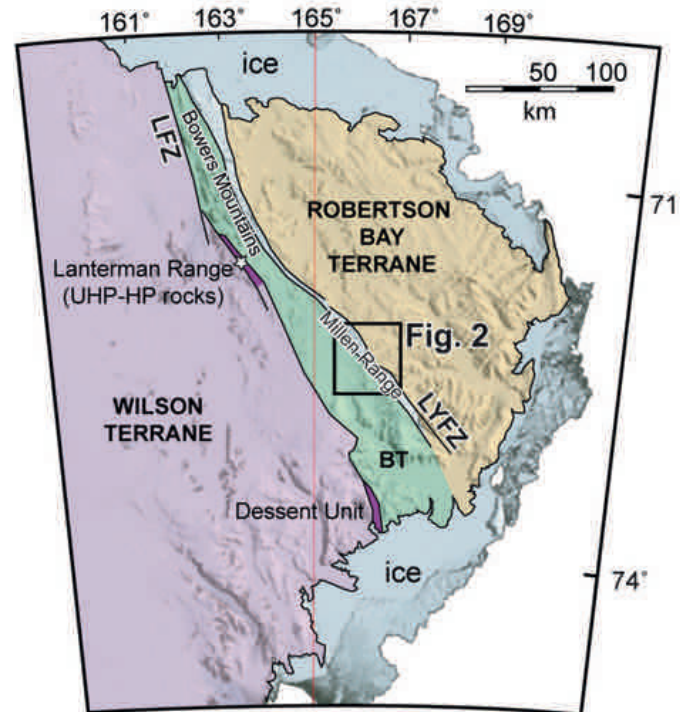 161° 163° 165° 167° 169°
ice
50 100
km
LFZ
Bowers Mountains
71
ROBERTSON
BAY
TERRANE
Lanterman Range
(UHP-HP rocks)
Millen-Range
Fig. 2
WILSON
TERRANE
LYFZ
BT
Dessent Unit
ice
74°